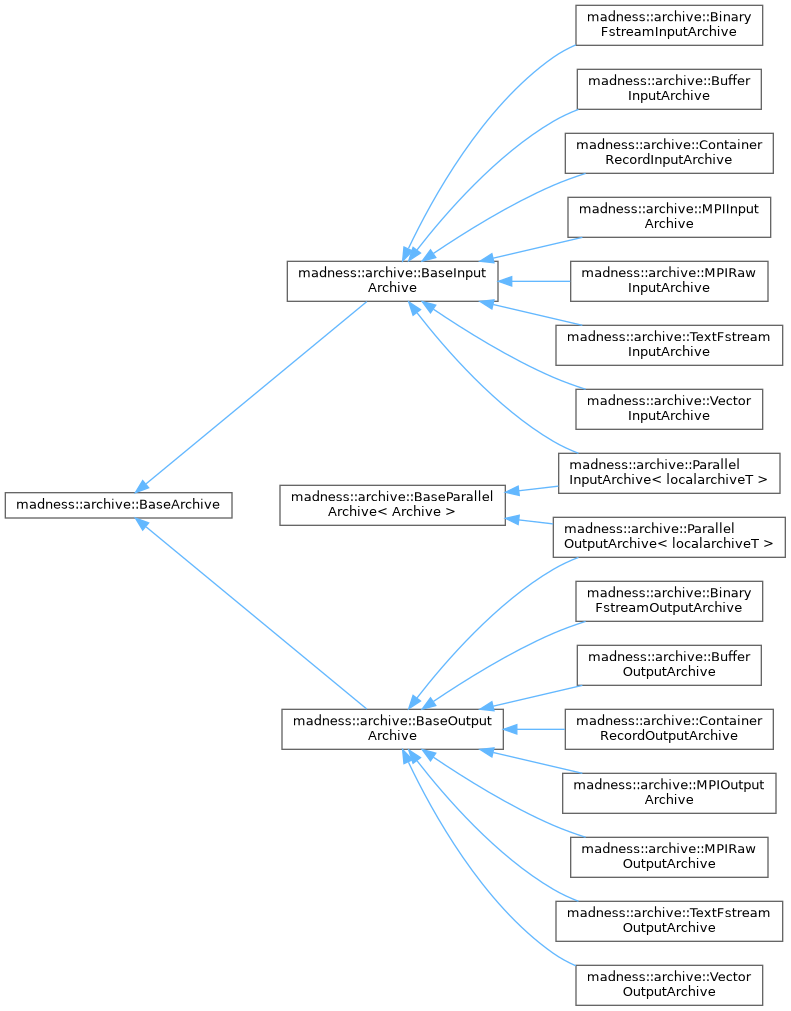 madness::archive::Binary
FstreamInputArchive
madness::archive::Buffer
InputArchive
madness::archive::Container
RecordInputArchive
madness::archive::MPIInput
Archive
madness::archive::BaseInput
Archive
madness::archive::MPIRaw
InputArchive
madness::archive::TextFstream
InputArchive
madness::archive::Vector
InputArchive
madness::archive::Parallel
InputArchive< localarchiveT >
madness::archive::BaseArchive
madness::archive::BaseParallel
Archive< Archive >
madness::archive::Parallel
OutputArchive< localarchiveT >
madness::archive::Binary
FstreamOutputArchive
madness::archive::Buffer
OutputArchive
madness::archive::BaseOutput
Archive
madness::archive::Container
RecordOutputArchive
madness::archive::MPIOutput
Archive
madness::archive::MPIRaw
OutputArchive
madness::archive::TextFstream
OutputArchive
madness::archive::Vector
OutputArchive